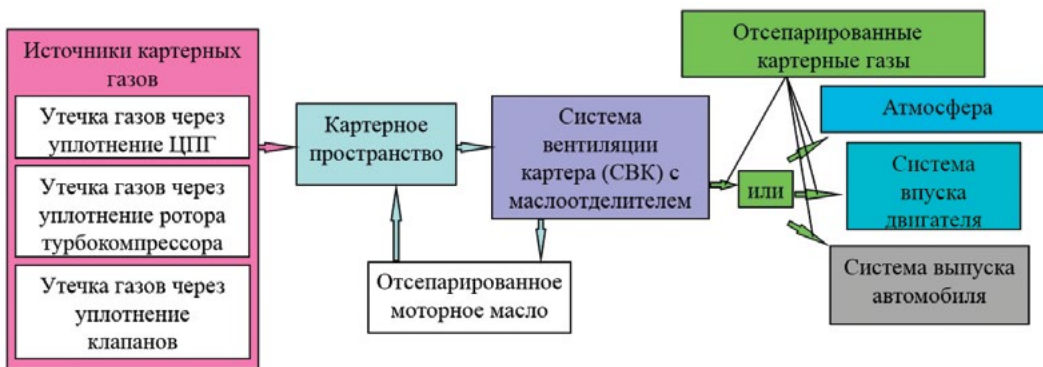 Источники картерных
газов
Утечка газов через
уплотнение ЦПГ
Утечка газов через
уплотнение ротора
турбокомпрессора
Утечка газов через
уплотнение
клапанов
Картерное
пространство
Система
вентиляции
картера (СВК) с
маслоотделителем
Отсепарированное
моторное масло
Отсепарированные
картерные газы
или
Атмосфера
Система
впуска
двигателя
Система выпуска
автомобиля